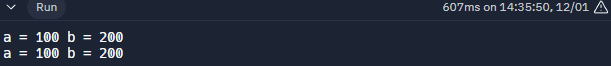 Run
607ms on 14:35:50, 12/01
a = 100 b = 200
a = 100 b = 200